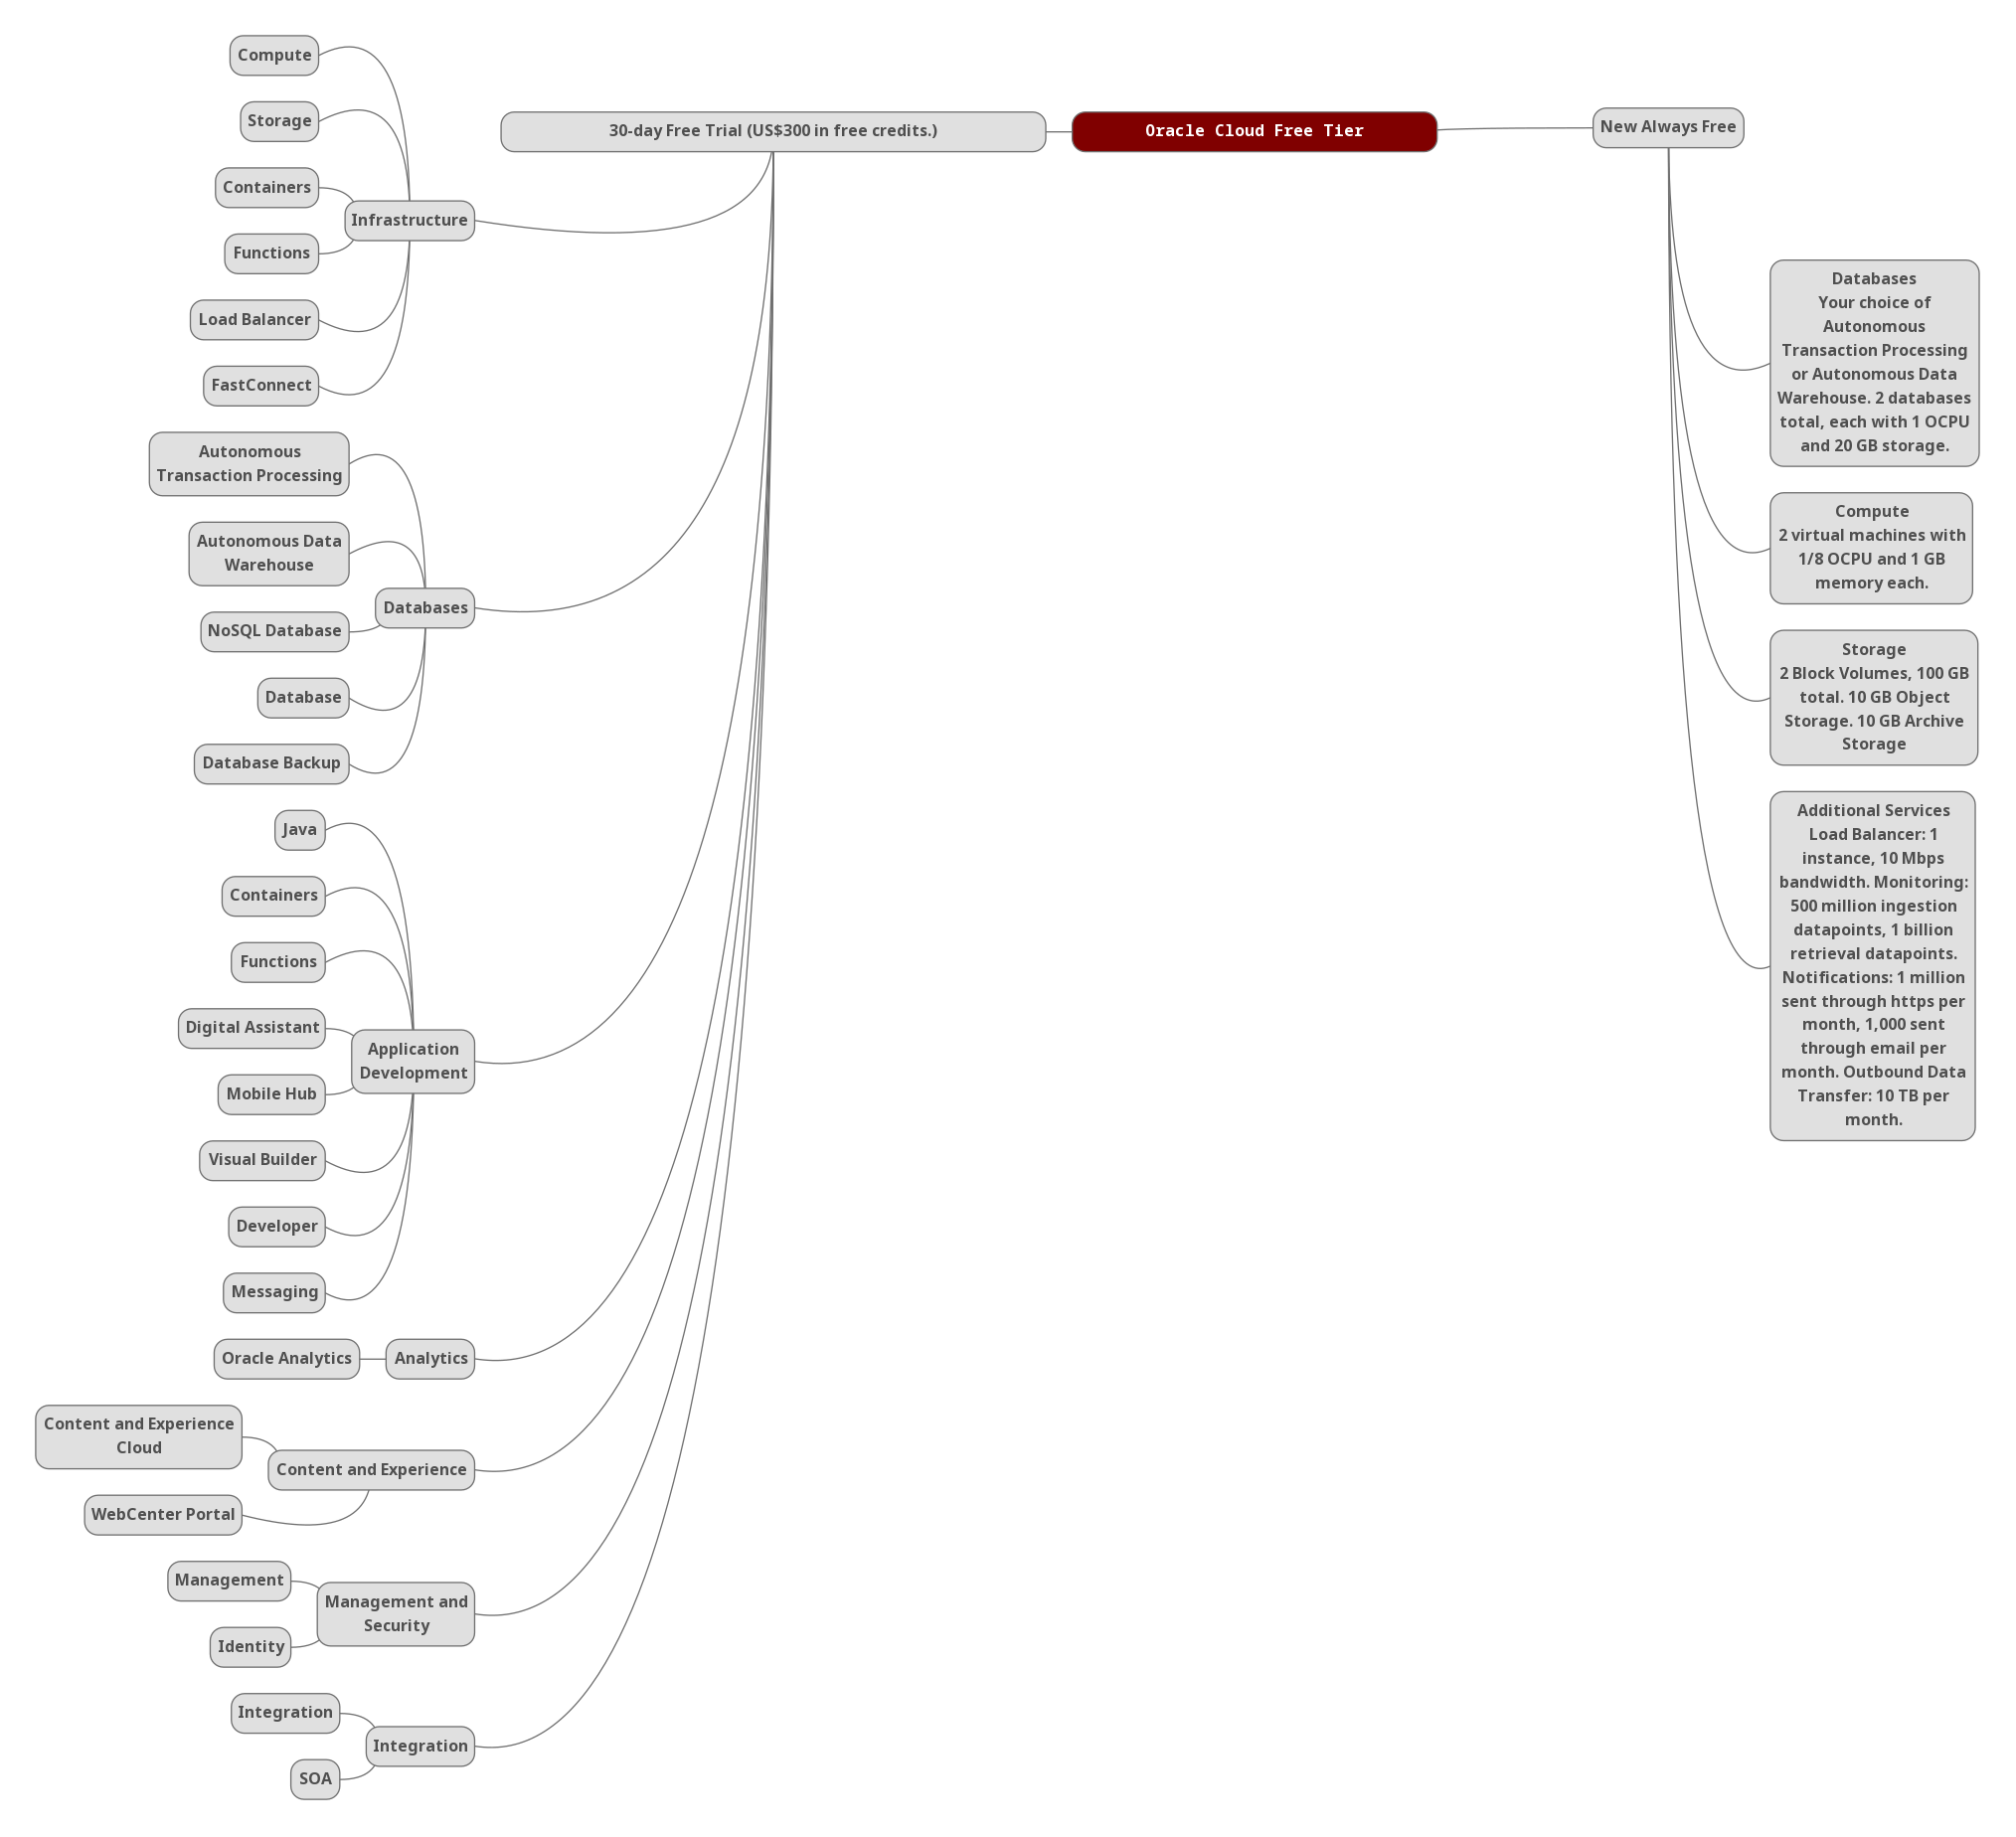 Oracle Cloud Free Tier
30-day Free Trial (US$300 in free credits.)
Infrastructure
Compute
Storage
Containers
Functions
Load Balancer
FastConnect
Databases
Autonomous
Transaction Processing
Autonomous Data
Warehouse
NoSQL Database
Database
Database Backup
Application
Development
Java
Containers
Functions
Digital Assistant
Mobile Hub
Visual Builder
Developer
Messaging
Analytics
Oracle Analytics
Content and Experience
Content and Experience
Cloud
WebCenter Portal
Management and
Security
Management
Identity
Integration
Integration
SOA
New Always Free
Databases
Your choice of
Autonomous
Transaction Processing
or Autonomous Data
Warehouse. 2 databases
total, each with 1 OCPU
and 20 GB storage.
Compute
2 virtual machines with
1/8 OCPU and 1 GB
memory each.
Storage
2 Block Volumes, 100 GB
total. 10 GB Object
Storage. 10 GB Archive
Storage
Additional Services
Load Balancer: 1
instance, 10 Mbps
bandwidth. Monitoring:
500 million ingestion
datapoints, 1 billion
retrieval datapoints.
Notifications: 1 million
sent through https per
month, 1,000 sent
through email per
month. Outbound Data
Transfer: 10 TB per
month.